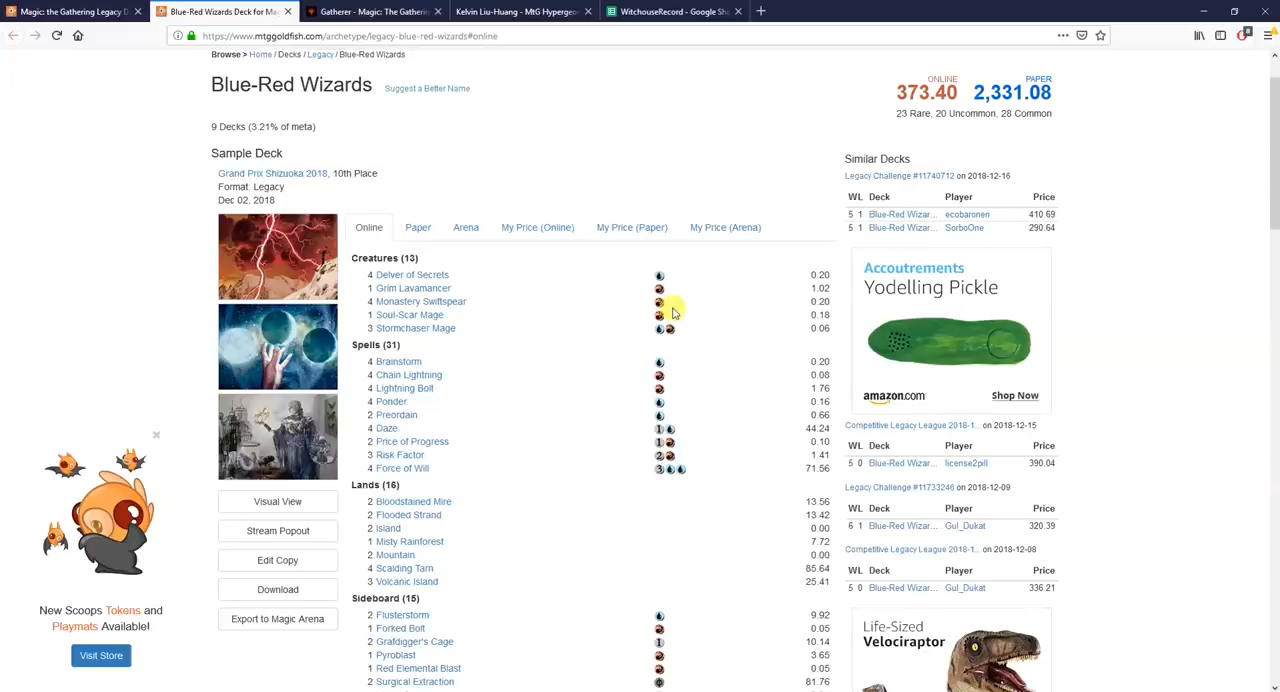 Magic: the Gathering Legacy D
Blue-Red Wizards Deck for Ma
Gatherer - Magic: The Gatherin
Kelvin Liu-Huang - MtG Hypergeo
WitchouseRecord - Google She
https://www.mtggoldfish.com/archetype/legacy-blue-red-wizards#online
Browse > Home / Decks / Legacy / Blue-Red Wizards
Blue-Red Wizards Suggest a Better Name
ONLINE PAPER
373.40 2,331.08
23 Rare, 20 Uncommon, 28 Common
9 Decks (3.21% of meta)
Sample Deck
Grand Prix Shizuoka 2018, 10th Place
Format: Legacy
Dec 02, 2018
Online Paper Arena My Price (Online) My Price (Paper) My Price (Arena)
Creatures (13)
4 Delver of Secrets 0.20
1 Grim Lavamancer 1.02
4 Monastery Swiftspear 0.20
1 Soul-Scar Mage 0.18
3 Stormchaser Mage 0.06
Spells (31)
4 Brainstorm 0.20
4 Chain Lightning 0.08
4 Lightning Bolt 1.76
4 Ponder 0.16
2 Preordain 0.66
4 Daze 1 44.24
2 Price of Progress 1 0.10
3 Risk Factor 2 1.41
4 Force of Will 3 71.56
Lands (16)
2 Bloodstained Mire 13.56
2 Flooded Strand 13.42
2 Island 0.00
1 Misty Rainforest 7.72
2 Mountain 0.00
4 Scalding Tarn 85.64
3 Volcanic Island 25.41
Sideboard (15)
2 Flusterstorm 9.92
1 Forked Bolt 0.05
2 Grafdigger's Cage 1 10.14
1 Pyroblast 3.65
1 Red Elemental Blast 0.05
2 Surgical Extraction 81.76
Visual View
Stream Popout
Edit Copy
Download
Export to Magic Arena
New Scoops Tokens and
Playmats Available!
Visit Store
Similar Decks
Legacy Challenge #11740712 on 2018-12-16
WL Deck Player Price
5 1 Blue-Red Wizar... ecobaronen 410.69
5 1 Blue-Red Wizar... SorboOne 290.64
Accoutrements
Yodelling Pickle
amazon.com Shop Now
Competitive Legacy League 2018-1... on 2018-12-15
WL Deck Player Price
5 0 Blue-Red Wizar... license2pill 390.04
Legacy Challenge #11733246 on 2018-12-09
WL Deck Player Price
6 1 Blue-Red Wizar... Gul_Dukat 320.39
Competitive Legacy League 2018-1... on 2018-12-08
WL Deck Player Price
5 0 Blue-Red Wizar... Gul_Dukat 336.21
Life-Sized
Velociraptor